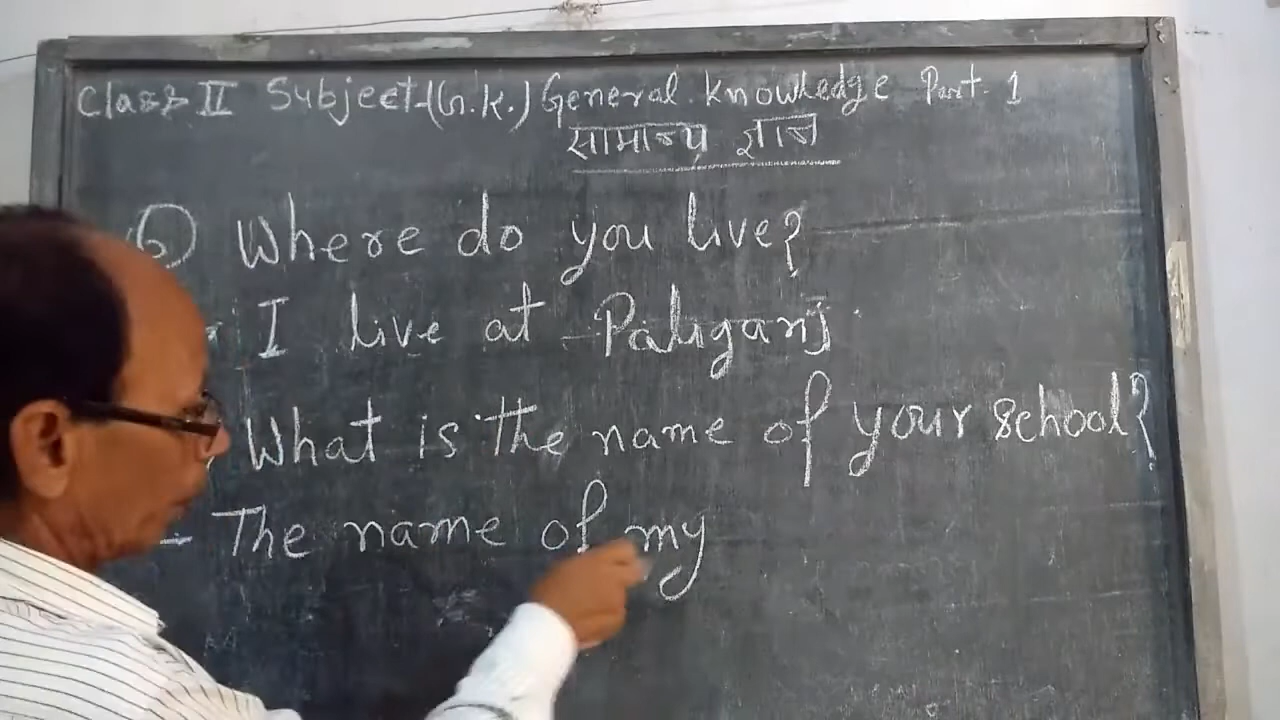 Class II Subject-(G.K.) General Knowledge Part-1
सामान्य ज्ञान
6) Where do you live?
I live at - Paliganj.
What is the name of your school?
- The name of my